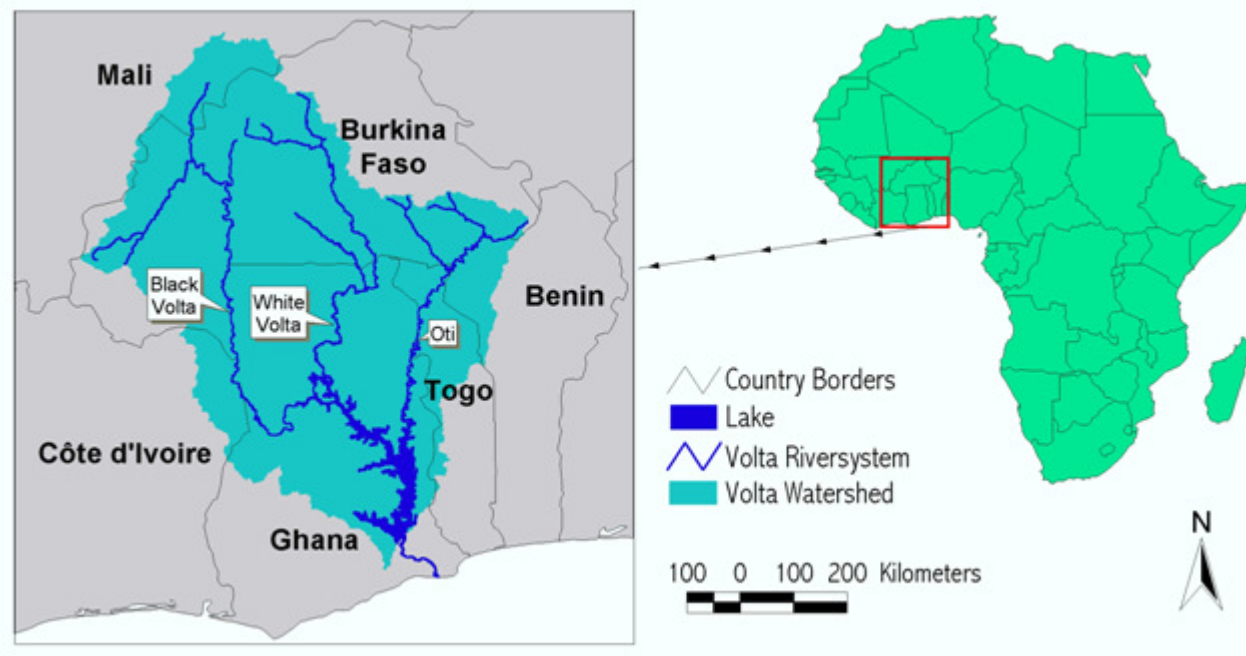 Mali
Burkina
Faso
Black
Volta
White
Volta
Benin
Oti
Togo
Côte d'Ivoire
Ghana
Country Borders
Lake
Volta Riversystem
Volta Watershed
N
100 0 100 200 Kilometers